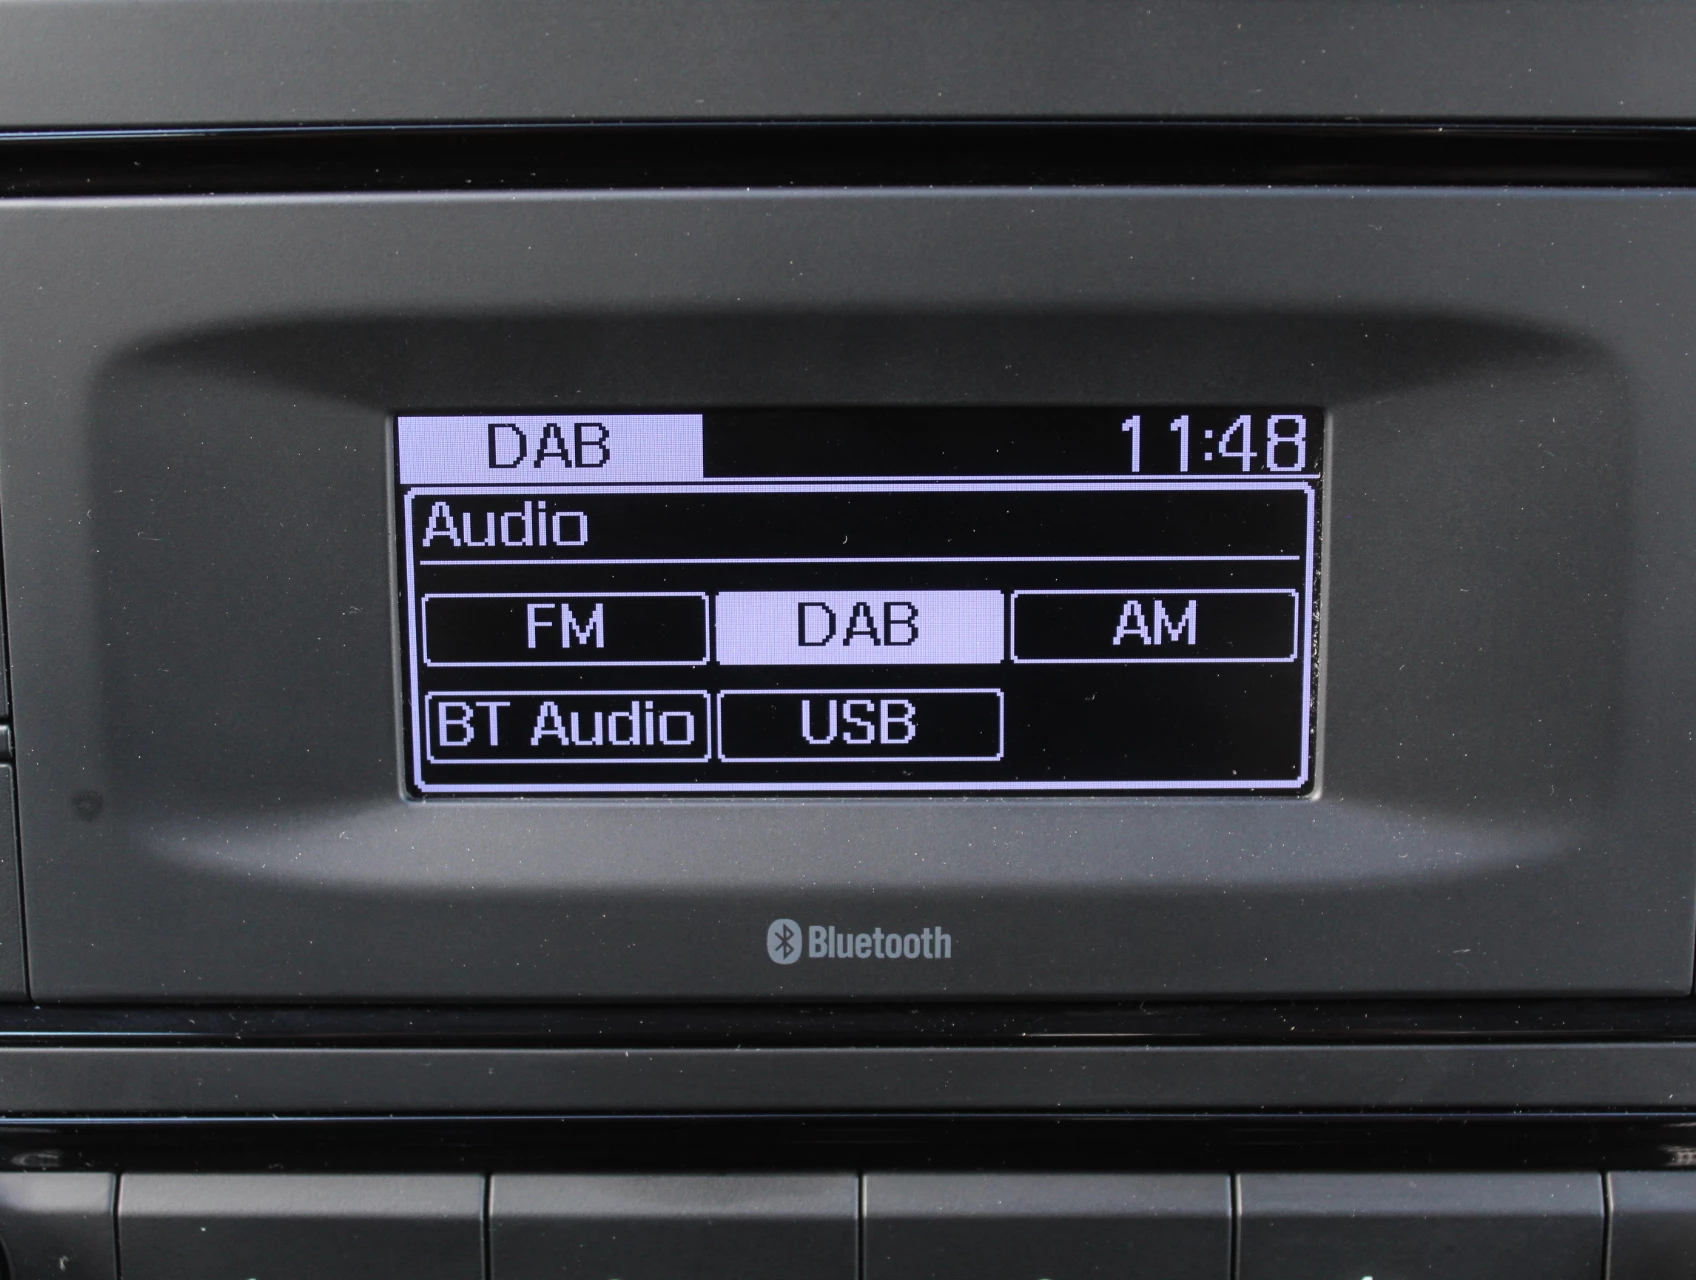 DAB 11:48
Audio
FM DAB AM
BT Audio USB
Bluetooth